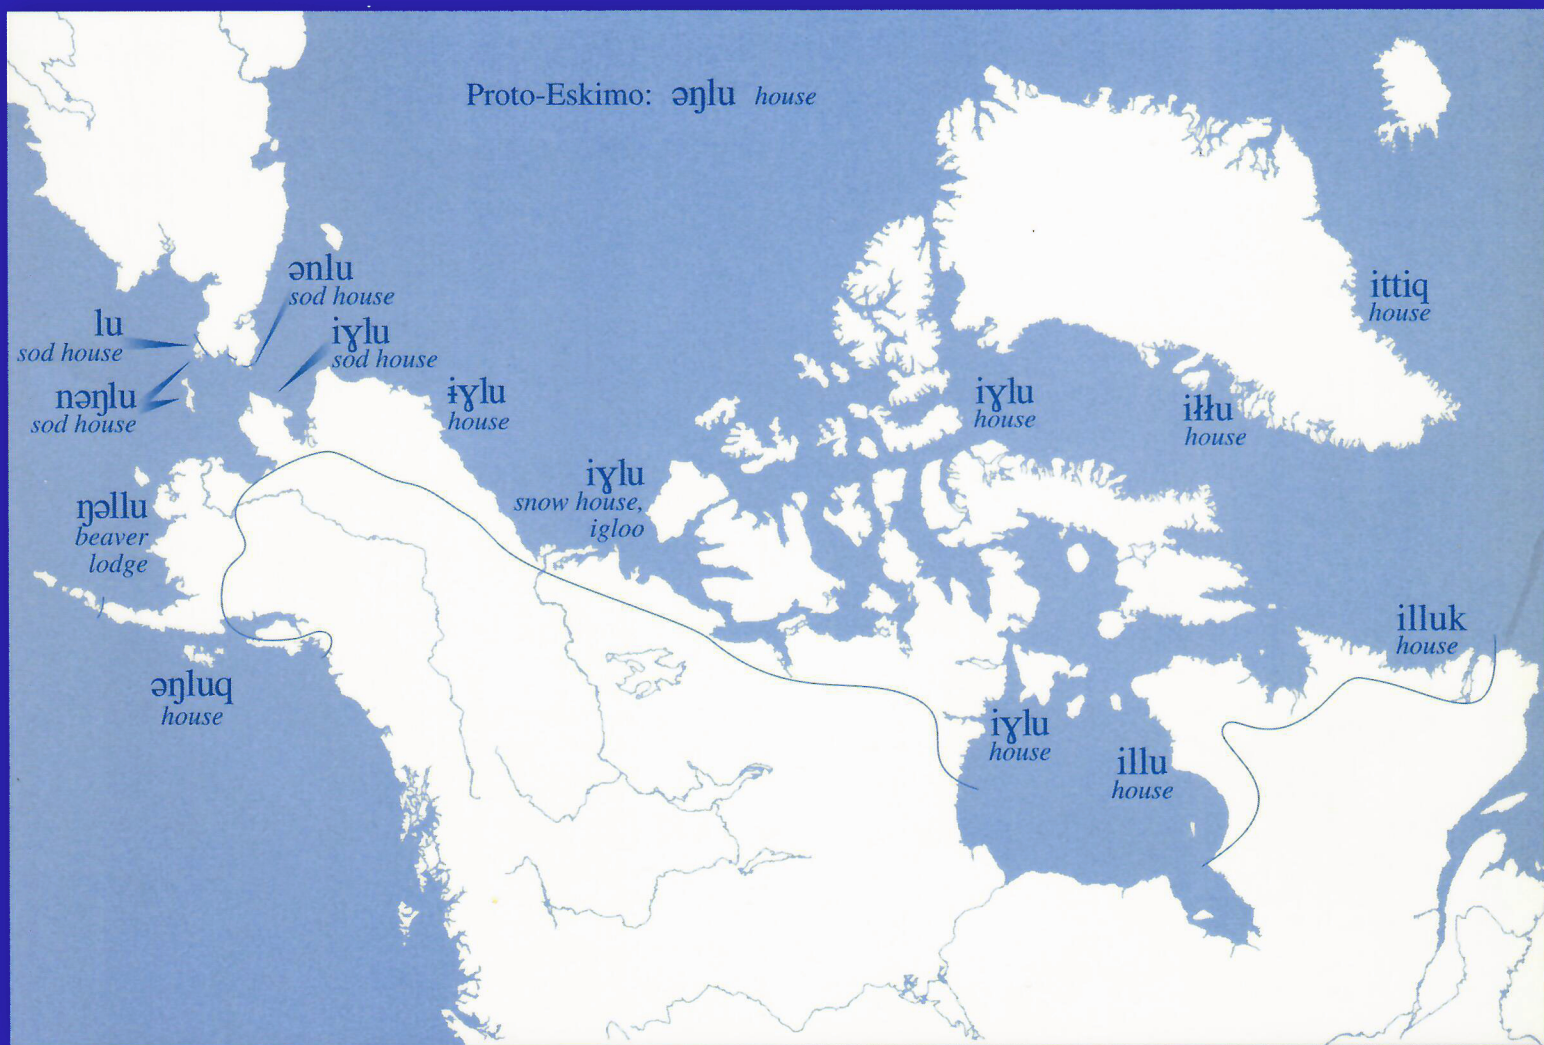 Proto-Eskimo: əŋlu house
ənlu
sod house
lu
sod house
iɣlu
sod house
nəŋlu
sod house
ɨɣlu
house
ittiq
house
iɣlu
house
iłłu
house
iɣlu
snow house,
igloo
ŋəllu
beaver
lodge
illuk
house
əŋluq
house
iɣlu
house
illu
house